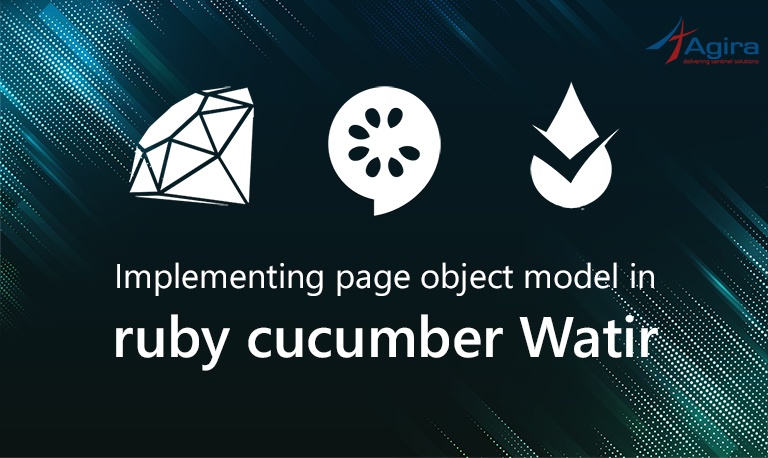 Agira
delivering sentinel solutions
Implementing page object model in
ruby cucumber Watir